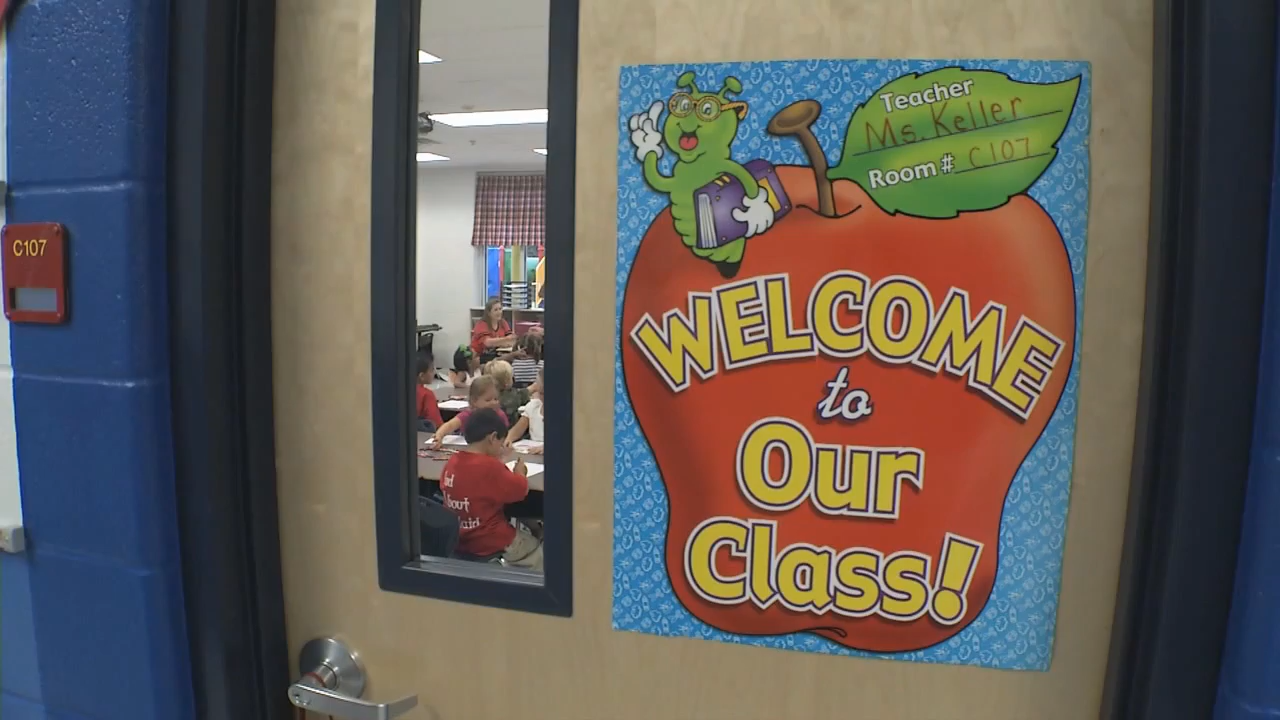 C107
Teacher
Ms. Keller
Room # C107
WELCOME
to
Our
Class!